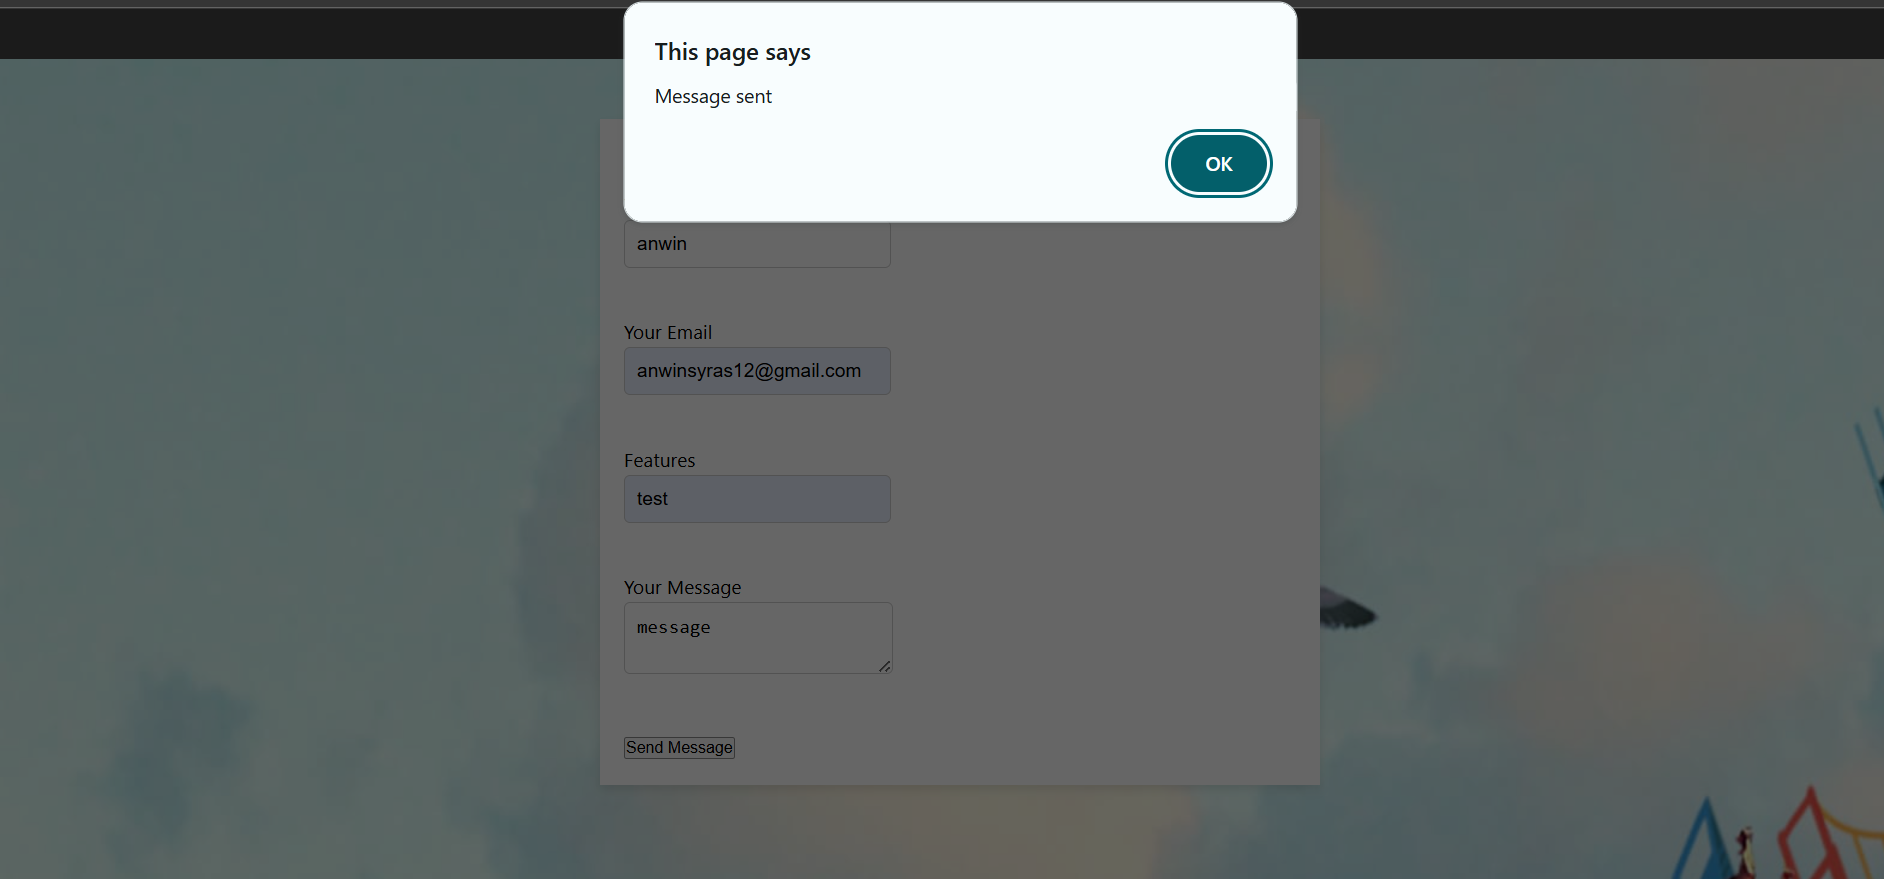 This page says
Message sent
OK
anwin
Your Email
anwinsyras12@gmail.com
Features
test
Your Message
message
Send Message